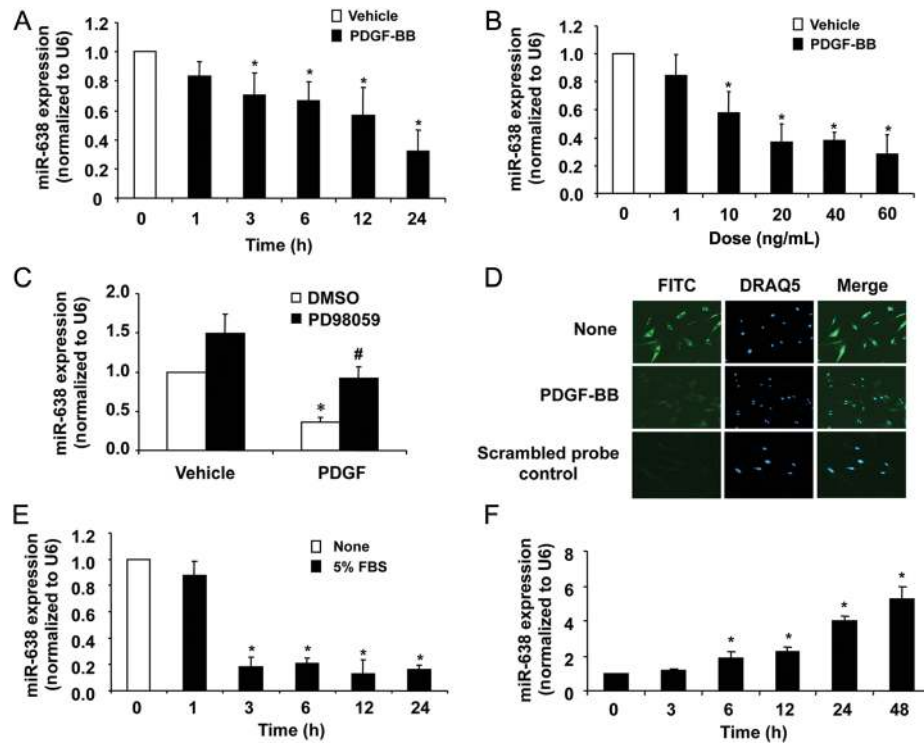 A
miR-638 expression
(normalized to U6)
Vehicle
PDGF-BB
1.2
1.0
0.8
0.6
0.4
0.2
0
* * * *
0 1 3 6 12 24
Time (h)
B
miR-638 expression
(normalized to U6)
Vehicle
PDGF-BB
1.2
1.0
0.8
0.6
0.4
0.2
0.0
* * * *
0 1 10 20 40 60
Dose (ng/mL)
C
miR-638 expression
(normalized to U6)
DMSO
PD98059
2.0
1.5
1.0
0.5
0.0
* #
Vehicle PDGF
D
FITC DRAQ5 Merge
None
PDGF-BB
Scrambled probe
control
E
miR-638 expression
(normalized to U6)
None
5% FBS
1.2
1.0
0.8
0.6
0.4
0.2
0.0
* * * *
0 1 3 6 12 24
Time (h)
F
miR-638 expression
(normalized to U6)
8
6
4
2
0
* * * *
0 3 6 12 24 48
Time (h)